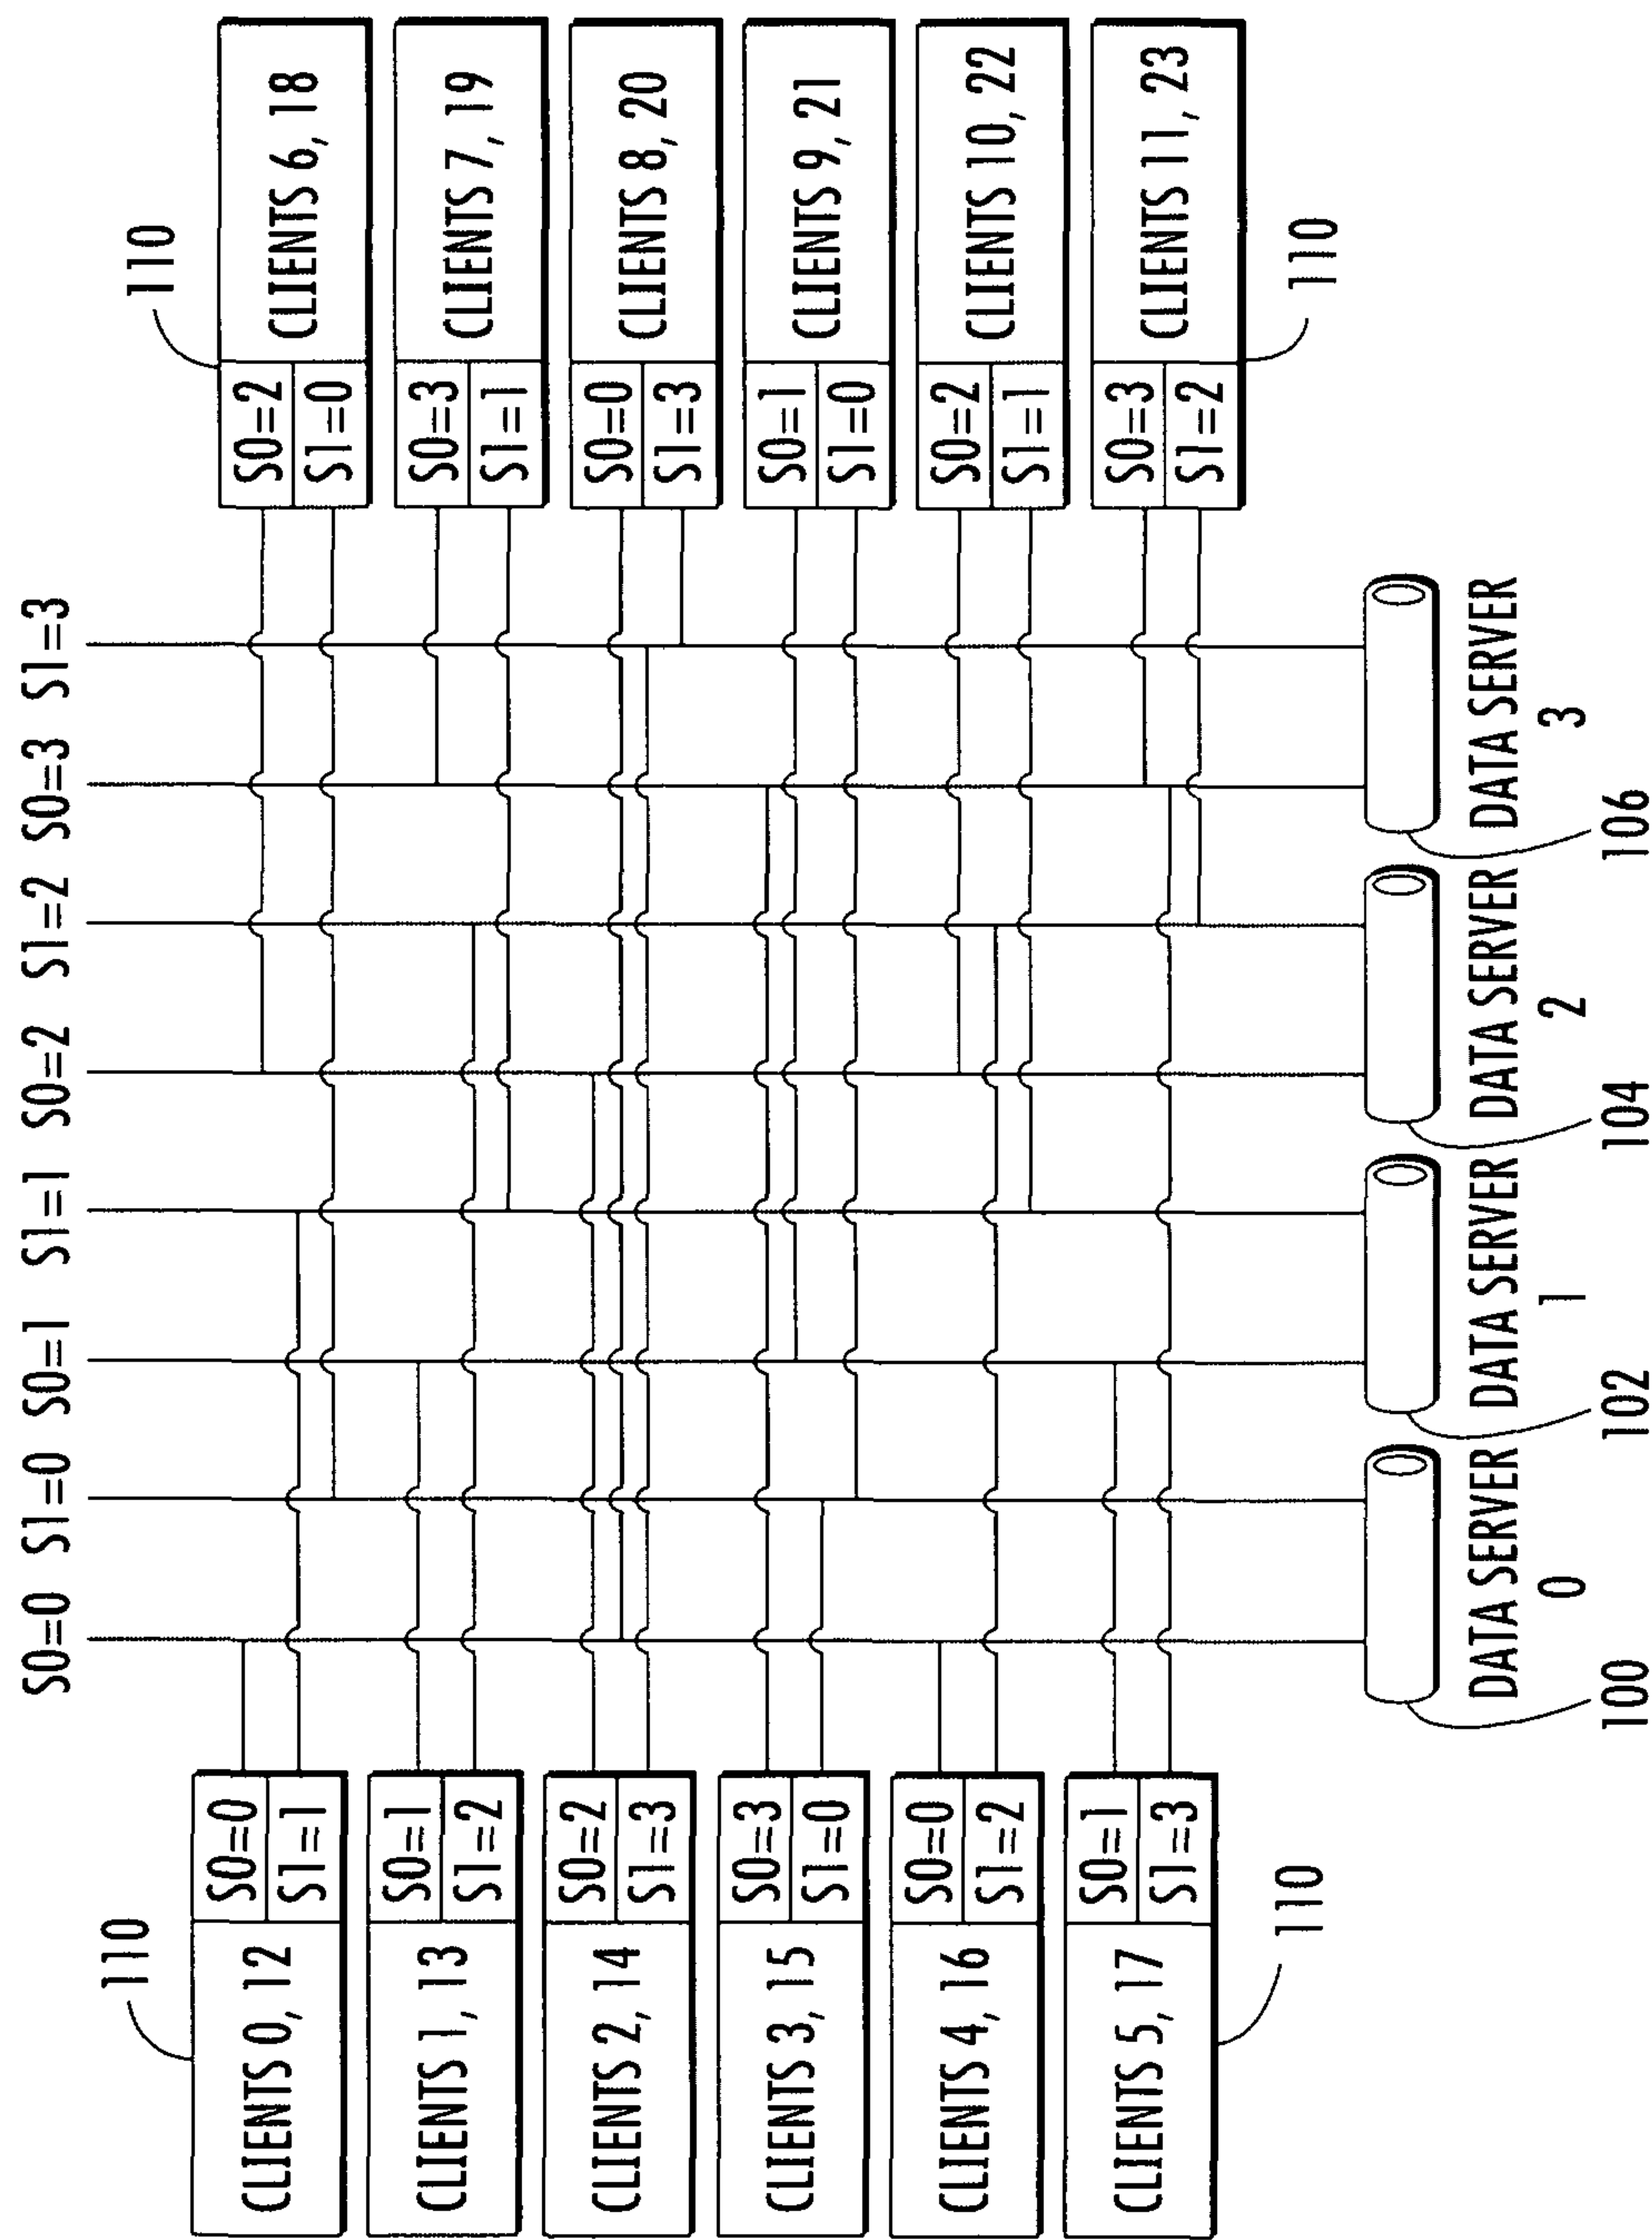 S0=0 S1=0 S0=1 S1=1 S0=2 S1=2 S0=3 S1=3
110
CLIENTS 0, 12
S0=0
S1=1
CLIENTS 1, 13
S0=1
S1=2
CLIENTS 2, 14
S0=2
S1=3
CLIENTS 3, 15
S0=3
S1=0
CLIENTS 4, 16
S0=0
S1=2
CLIENTS 5, 17
S0=1
S1=3
110
110
S0=2
S1=0
CLIENTS 6, 18
S0=3
S1=1
CLIENTS 7, 19
S0=0
S1=3
CLIENTS 8, 20
S0=1
S1=0
CLIENTS 9, 21
S0=2
S1=1
CLIENTS 10, 22
S0=3
S1=2
CLIENTS 11, 23
110
DATA SERVER
0
100
DATA SERVER
1
102
DATA SERVER
2
104
DATA SERVER
3
106